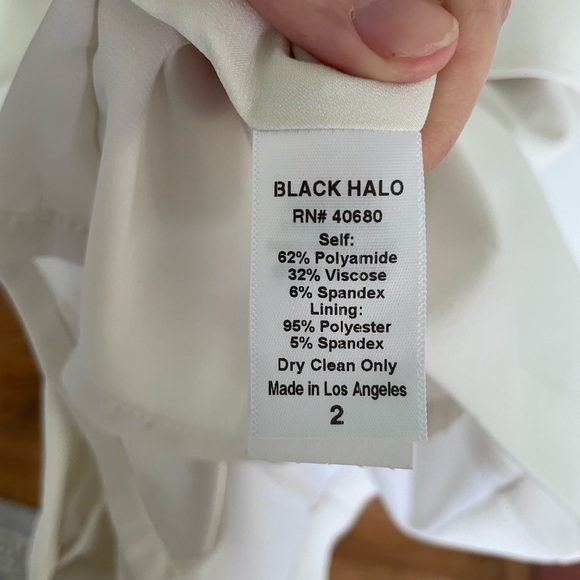 BLACK HALO
RN# 40680
Self:
62% Polyamide
32% Viscose
6% Spandex
Lining:
95% Polyester
5% Spandex
Dry Clean Only
Made in Los Angeles
2